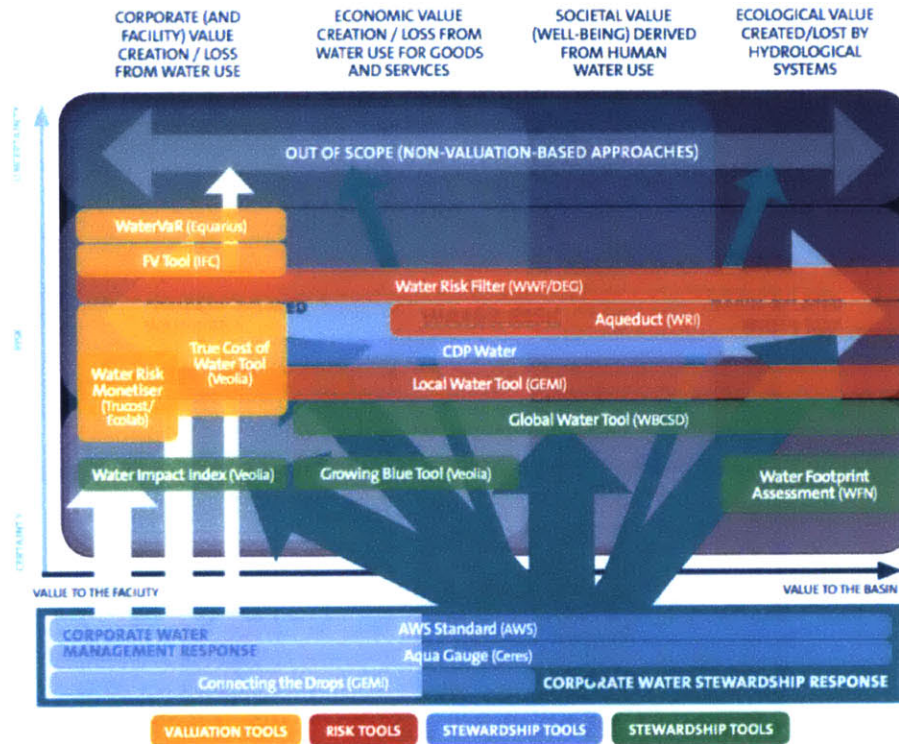 CORPORATE (AND
FACILITY) VALUE
CREATION / LOSS
FROM WATER USE
ECONOMIC VALUE
CREATION / LOSS FROM
WATER USE FOR GOODS
AND SERVICES
SOCIETAL VALUE
(WELL-BEING) DERIVED
FROM HUMAN
WATER USE
ECOLOGICAL VALUE
CREATED/LOST BY
HYDROLOGICAL
SYSTEMS
OUT OF SCOPE (NON-VALUATION-BASED APPROACHES)
WaterVaR (Equarius)
FV Tool (IFC)
Water Risk Filter (WWF/DEG)
Aqueduct (WRI)
CDP Water
True Cost of
Water Tool
(Veolia)
Water Risk
Monetiser
(Trucost/
Ecolab)
Local Water Tool (GEMI)
Global Water Tool (WBCSD)
Water Impact Index (Veolia)
Growing Blue Tool (Veolia)
Water Footprint
Assessment (WFN)
RISK
VALUE TO THE FACILITY
VALUE TO THE BASIN
CORPORATE WATER
MANAGEMENT RESPONSE
AWS Standard (AWS)
Aqua Gauge (Ceres)
Connecting the Drops (GEMI)
CORPORATE WATER STEWARDSHIP RESPONSE
VALUATION TOOLS
RISK TOOLS
STEWARDSHIP TOOLS
STEWARDSHIP TOOLS